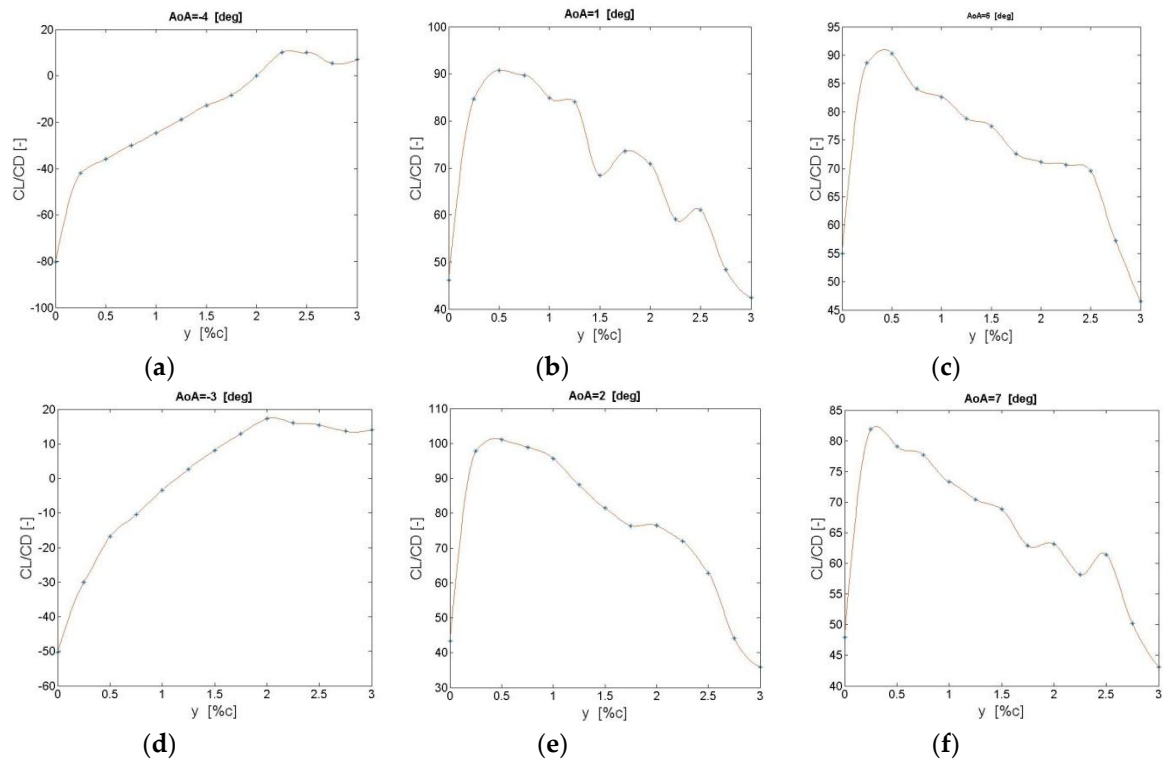 AoA=-4 [deg]
20
0
-20
-40
-60
-80
-100
CL/CD [-]
0 0.5 1 1.5 2 2.5 3
y [%c]
(a)
AoA=1 [deg]
100
90
80
70
60
50
40
CL/CD [-]
0 0.5 1 1.5 2 2.5 3
y [%c]
(b)
AoA=6 [deg]
95
90
85
80
75
70
65
60
55
50
45
CL/CD [-]
0 0.5 1 1.5 2 2.5 3
y [%c]
(c)
AoA=-3 [deg]
20
10
0
-10
-20
-30
-40
-50
-60
CL/CD [-]
0 0.5 1 1.5 2 2.5 3
y [%c]
(d)
AoA=2 [deg]
110
100
90
80
70
60
50
40
30
CL/CD [-]
0 0.5 1 1.5 2 2.5 3
y [%c]
(e)
AoA=7 [deg]
85
80
75
70
65
60
55
50
45
40
CL/CD [-]
0 0.5 1 1.5 2 2.5 3
y [%c]
(f)